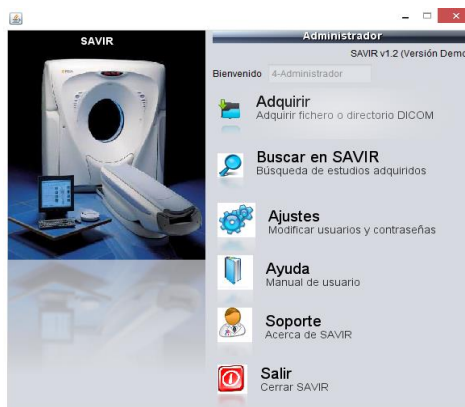 SAVIR
Administrador
SAVIR v1.2 (Versión Demo
Bienvenido 4-Administrador
Adquirir
Adquirir fichero o directorio DICOM
Buscar en SAVIR
Búsqueda de estudios adquiridos
Ajustes
Modificar usuarios y contraseñas
Ayuda
Manual de usuario
Soporte
Acerca de SAVIR
Salir
Cerrar SAVIR